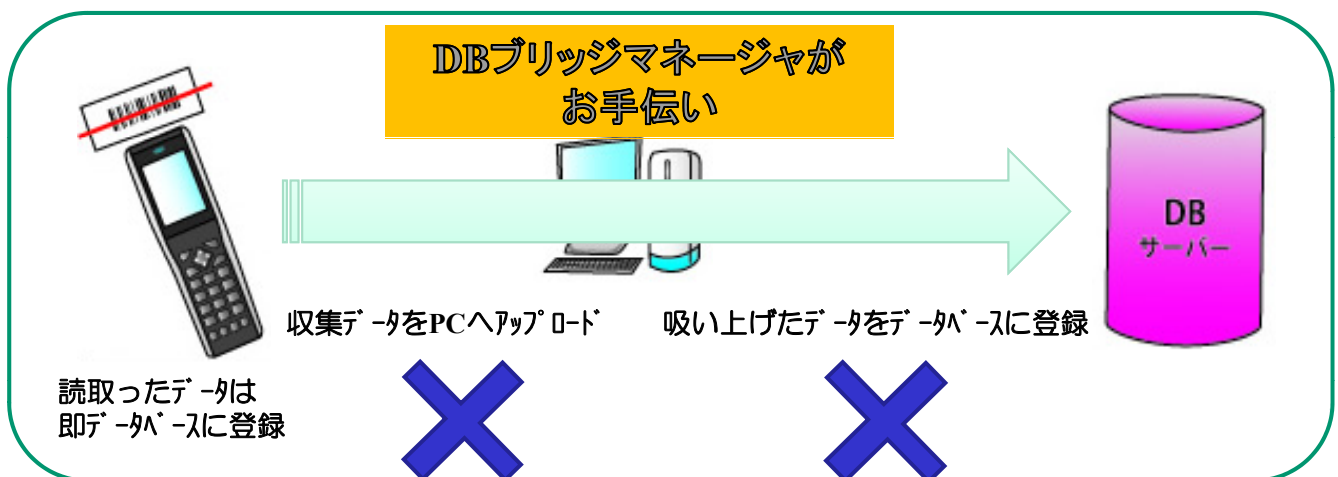 DBブリッジマネージャが
お手伝い
DB
サーバー
収集ﾃﾞｰﾀをPCへｱｯﾌﾟﾛｰﾄﾞ
吸い上げたﾃﾞｰﾀをﾃﾞｰﾀﾍﾞｰｽに登録
読取ったﾃﾞｰﾀは
即ﾃﾞｰﾀﾍﾞｰｽに登録